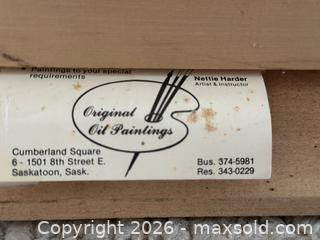 • Paintings to your special
requirements
Nettie Harder
Artist & Instructor
Original
Oil Paintings
Cumberland Square
6 - 1501 8th Street E.
Saskatoon, Sask.
Bus. 374-5981
Res. 343-0229
© Copyright 2026 - maxsold.com